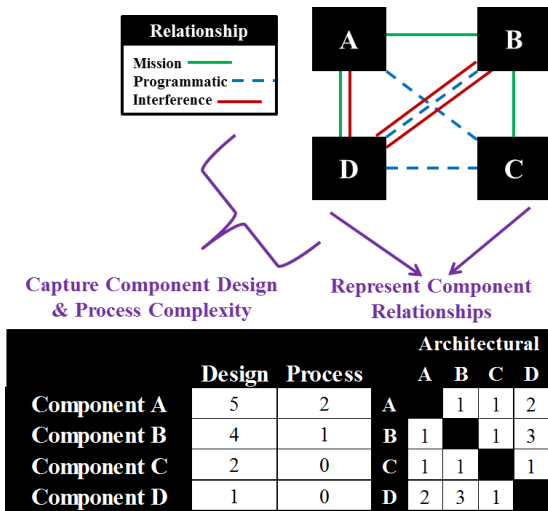 Relationship
Mission
Programmatic
Interference
A
B
D
C
Capture Component Design
& Process Complexity
Represent Component
Relationships
Architectural
Design Process A B C D
Component A 5 2 A 1 1 2
Component B 4 1 B 1 1 3
Component C 2 0 C 1 1 1
Component D 1 0 D 2 3 1